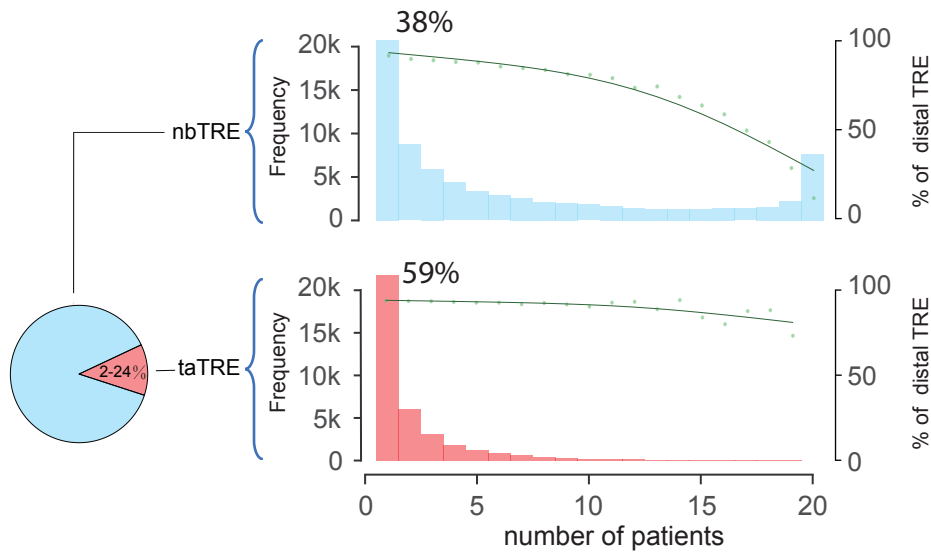 38%
20k
15k
10k
5k
0
Frequency
100
50
0
% of distal TRE
nbTRE
59%
20k
15k
10k
5k
0
Frequency
100
50
0
% of distal TRE
2-24%
taTRE
0 5 10 15 20
number of patients